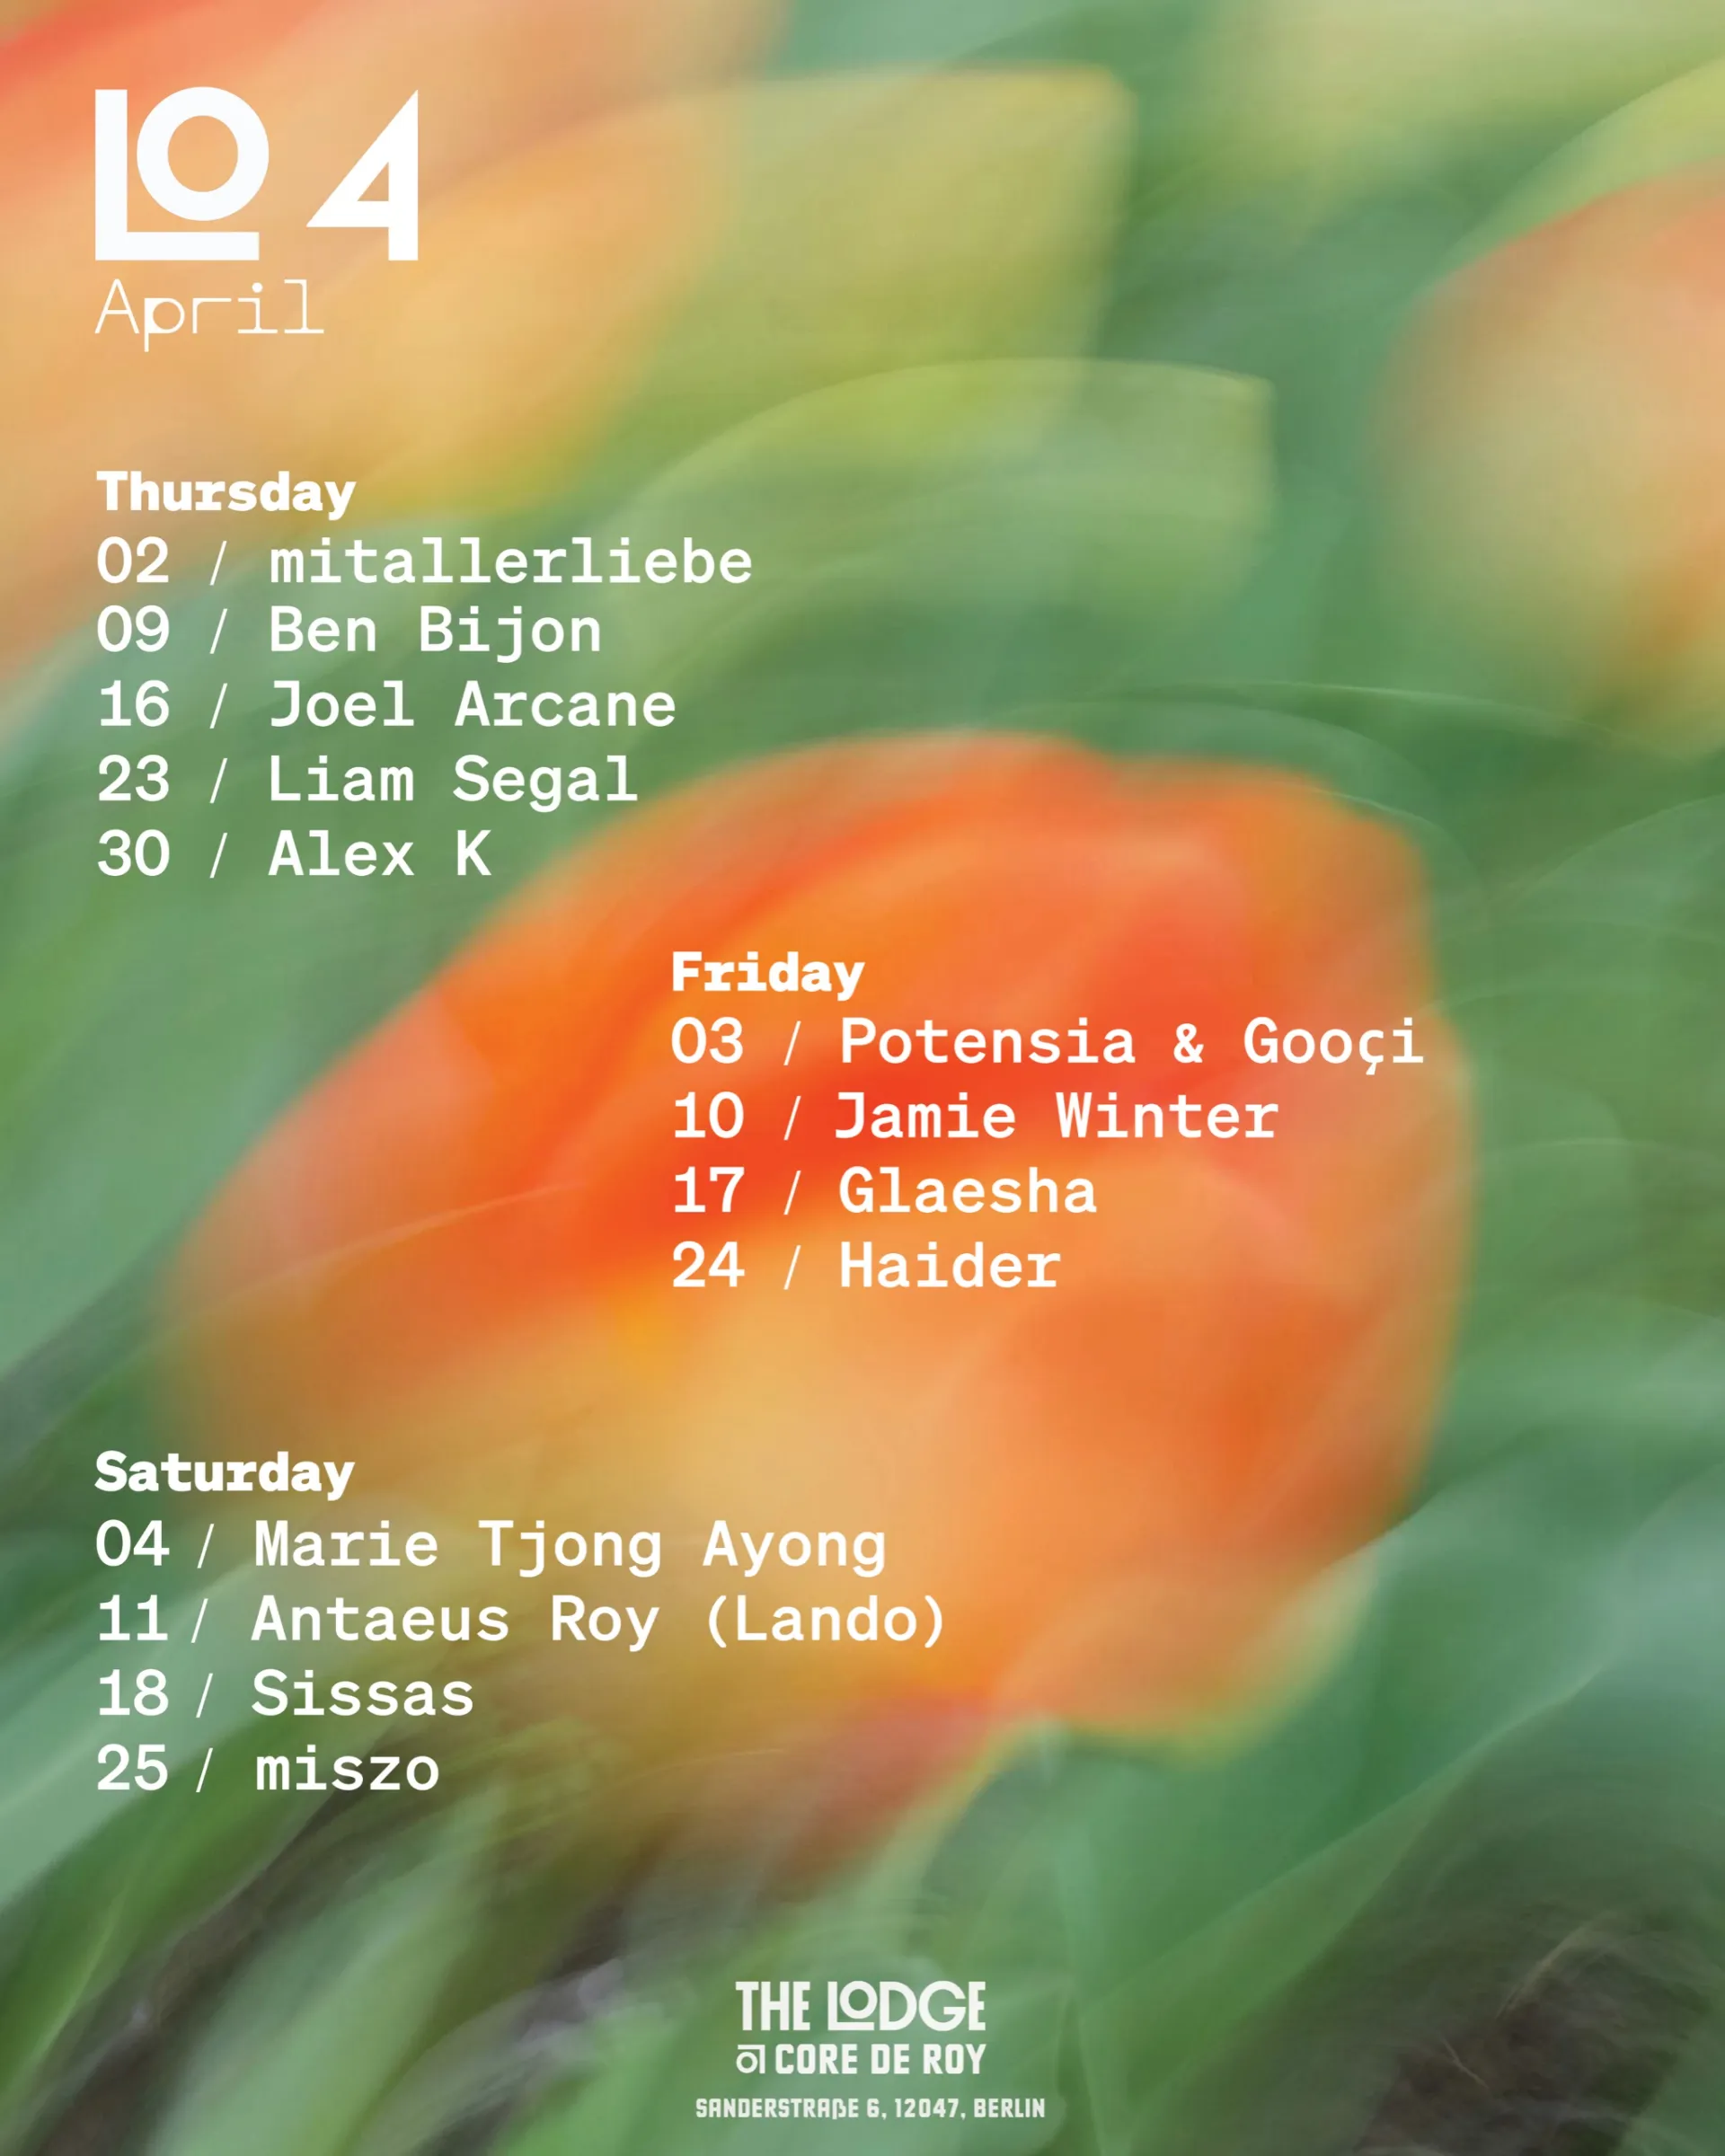 LO 4
April
Thursday
02 / mitallerliebe
09 / Ben Bijon
16 / Joel Arcane
23 / Liam Segal
30 / Alex K
Friday
03 / Potensia & Gooçi
10 / Jamie Winter
17 / Glaesha
24 / Haider
Saturday
04 / Marie Tjong Ayong
11 / Antaeus Roy (Lando)
18 / Sissas
25 / miszo
THE LODGE
CORE DE ROY
SANDERSTRAßE 6, 12047, BERLIN